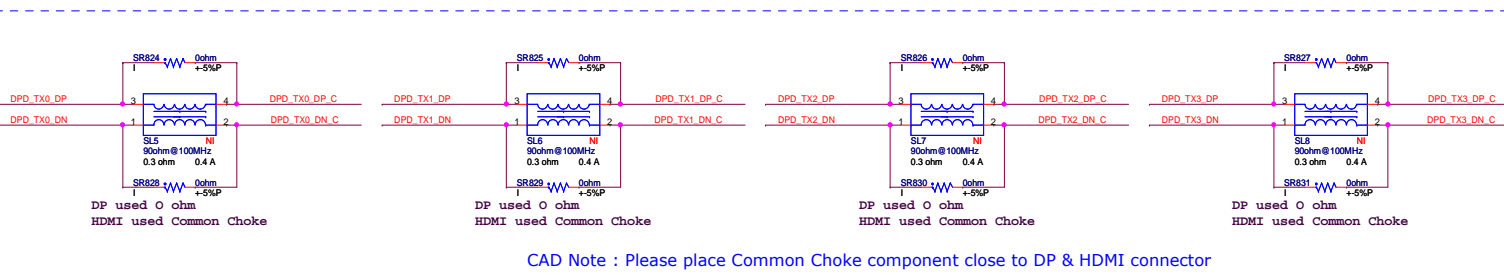 SR824 0ohm
I +-5%P
DPD_TX0_DP 3 4 DPD_TX0_DP_C
DPD_TX0_DN 1 2 DPD_TX0_DN_C
SL5 NI
90ohm@100MHz
0.3 ohm 0.4 A
SR828 0ohm
I +-5%P
DP used O ohm
HDMI used Common Choke
SR825 0ohm
I +-5%P
DPD_TX1_DP 3 4 DPD_TX1_DP_C
DPD_TX1_DN 1 2 DPD_TX1_DN_C
SL6 NI
90ohm@100MHz
0.3 ohm 0.4 A
SR829 0ohm
I +-5%P
DP used O ohm
HDMI used Common Choke
SR826 0ohm
I +-5%P
DPD_TX2_DP 3 4 DPD_TX2_DP_C
DPD_TX2_DN 1 2 DPD_TX2_DN_C
SL7 NI
90ohm@100MHz
0.3 ohm 0.4 A
SR830 0ohm
I +-5%P
DP used O ohm
HDMI used Common Choke
SR827 0ohm
I +-5%P
DPD_TX3_DP 3 4 DPD_TX3_DP_C
DPD_TX3_DN 1 2 DPD_TX3_DN_C
SL8 NI
90ohm@100MHz
0.3 ohm 0.4 A
SR831 0ohm
I +-5%P
DP used O ohm
HDMI used Common Choke
CAD Note : Please place Common Choke component close to DP & HDMI connector